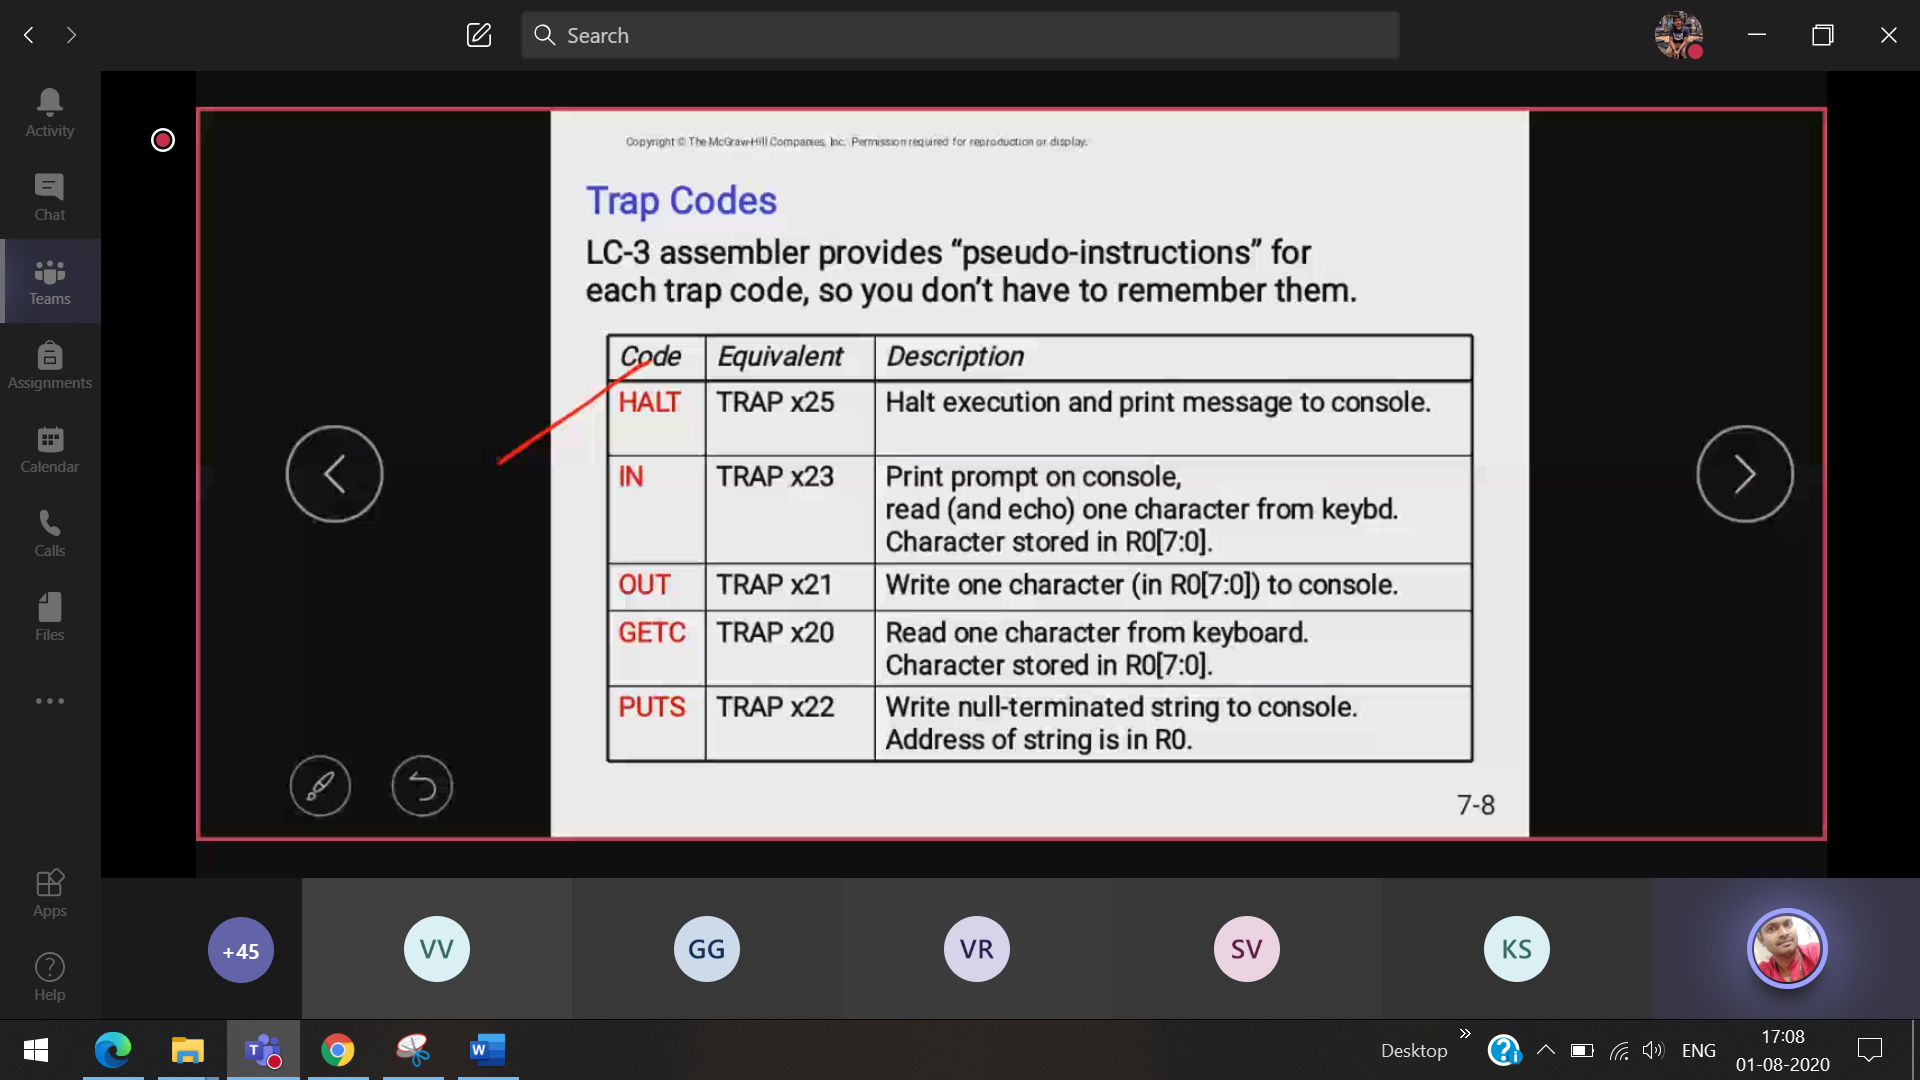 Search
Activity
Chat
Teams
Assignments
Calendar
Calls
Files
Apps
Help
Copyright © The McGraw-Hill Companies, Inc. Permission required for reproduction or display.
Trap Codes
LC-3 assembler provides “pseudo-instructions” for
each trap code, so you don’t have to remember them.
Code Equivalent Description
HALT TRAP x25 Halt execution and print message to console.
IN TRAP x23 Print prompt on console,
read (and echo) one character from keybd.
Character stored in R0[7:0].
OUT TRAP x21 Write one character (in R0[7:0]) to console.
GETC TRAP x20 Read one character from keyboard.
Character stored in R0[7:0].
PUTS TRAP x22 Write null-terminated string to console.
Address of string is in R0.
7-8
+45 VV GG VR SV KS
Desktop ENG 17:08
01-08-2020